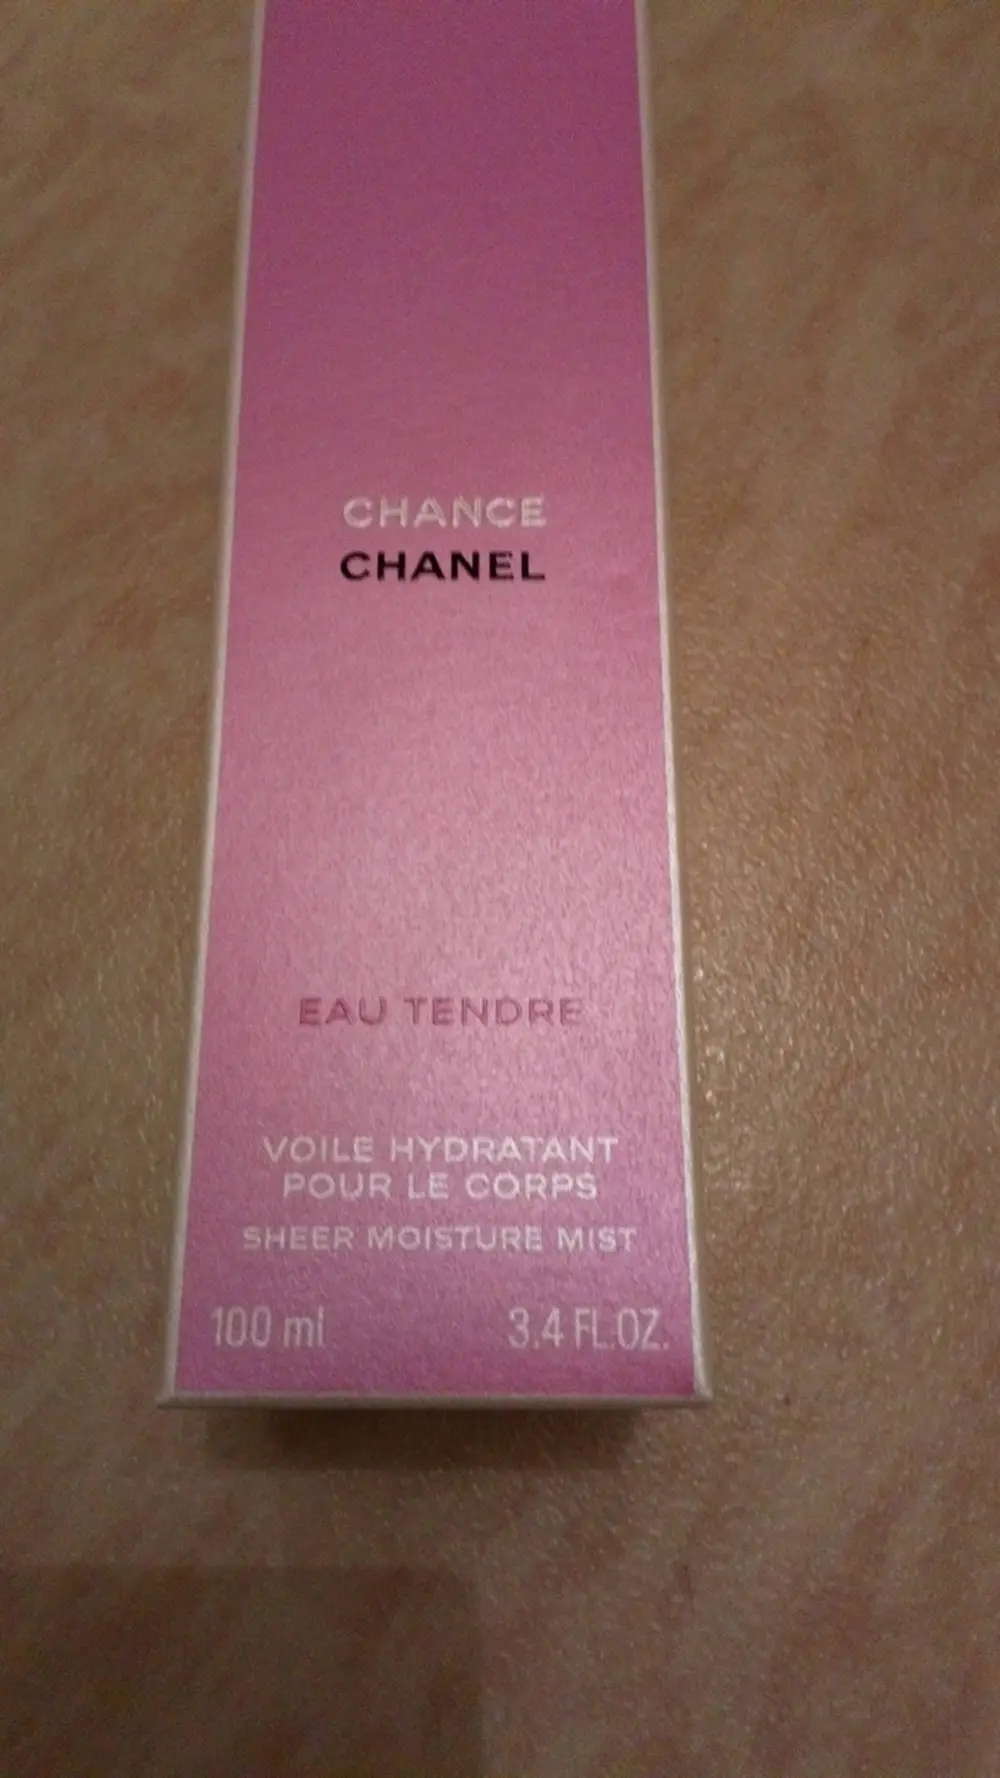 CHANCE
CHANEL
EAU TENDRE
VOILE HYDRATANT
POUR LE CORPS
SHEER MOISTURE MIST
100 ml 3.4 FL.OZ.